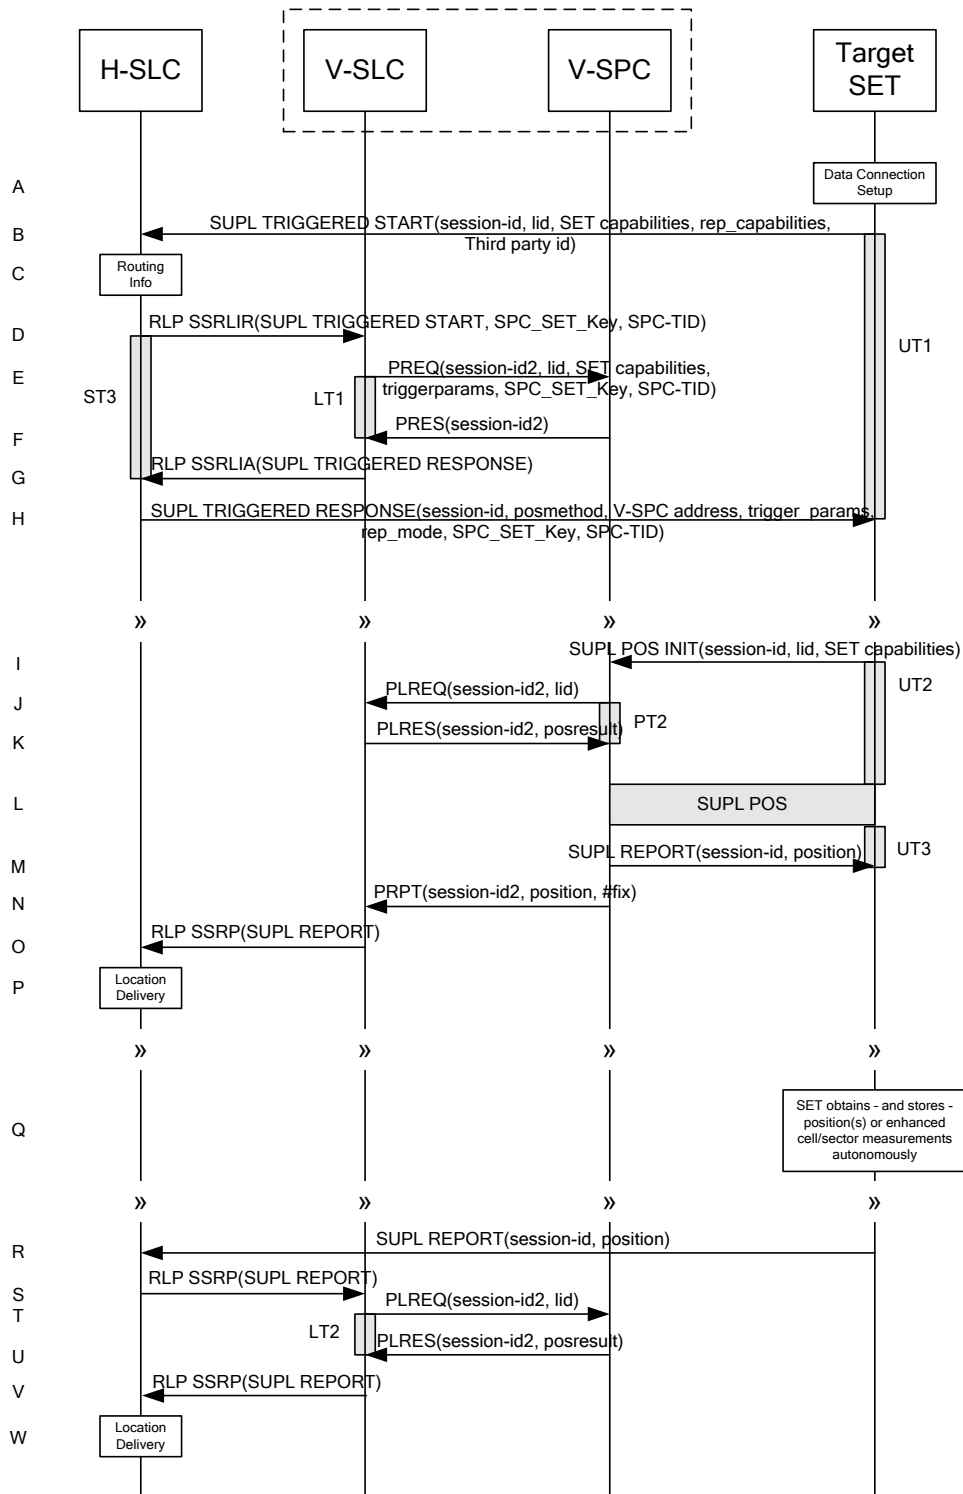 H-SLC
V-SLC
V-SPC
Target
SET
A
Data Connection
Setup
B
SUPL TRIGGERED START(session-id, lid, SET capabilities, rep_capabilities,
Third party id)
C
Routing
Info
D
RLP SSRLIR(SUPL TRIGGERED START, SPC_SET_Key, SPC-TID)
UT1
E
PREQ(session-id2, lid, SET capabilities,
triggerparams, SPC_SET_Key, SPC-TID)
ST3
LT1
F
PRES(session-id2)
G
RLP SSRLIA(SUPL TRIGGERED RESPONSE)
H
SUPL TRIGGERED RESPONSE(session-id, posmethod, V-SPC address, trigger_params,
rep_mode, SPC_SET_Key, SPC-TID)
» » » »
I
SUPL POS INIT(session-id, lid, SET capabilities)
UT2
J
PLREQ(session-id2, lid)
PT2
K
PLRES(session-id2, posresult)
L
SUPL POS
M
SUPL REPORT(session-id, position)
UT3
N
PRPT(session-id2, position, #fix)
O
RLP SSRP(SUPL REPORT)
P
Location
Delivery
» » » »
Q
SET obtains - and stores -
position(s) or enhanced
cell/sector measurements
autonomously
» » » »
R
SUPL REPORT(session-id, position)
S
RLP SSRP(SUPL REPORT)
T
PLREQ(session-id2, lid)
LT2
U
PLRES(session-id2, posresult)
V
RLP SSRP(SUPL REPORT)
W
Location
Delivery